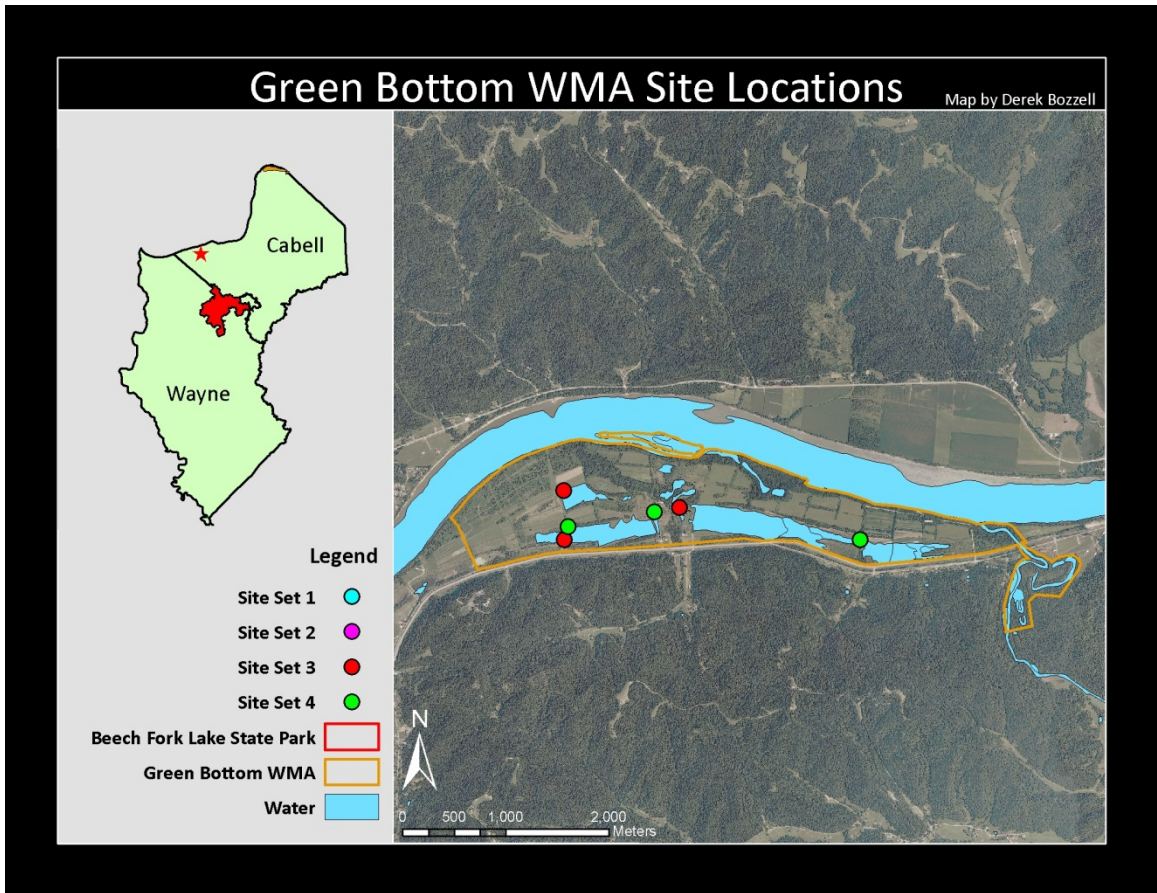 Green Bottom WMA Site Locations
Map by Derek Bozzell
Cabell
Wayne
Legend
Site Set 1
Site Set 2
Site Set 3
Site Set 4
Beech Fork Lake State Park
Green Bottom WMA
Water
N
0 500 1,000 2,000
Meters